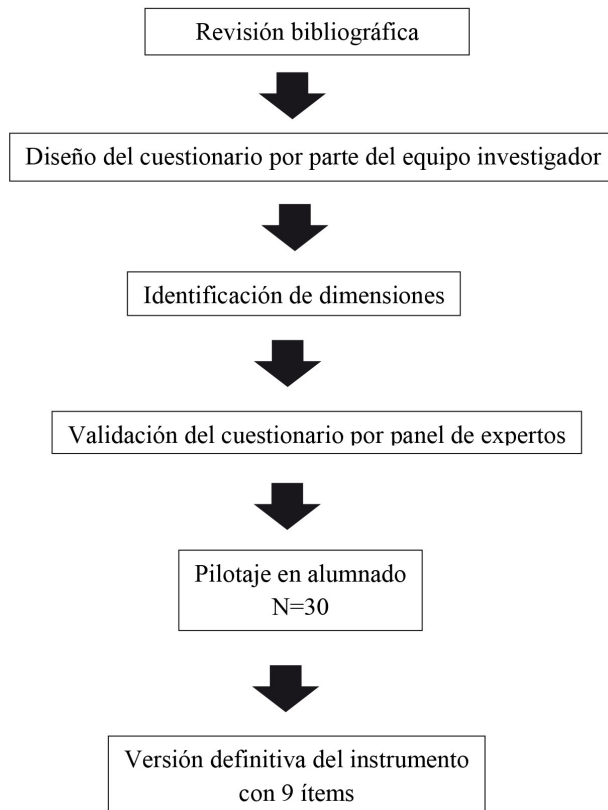 Revisión bibliográfica
Diseño del cuestionario por parte del equipo investigador
Identificación de dimensiones
Validación del cuestionario por panel de expertos
Pilotaje en alumnado
N=30
Versión definitiva del instrumento
con 9 ítems